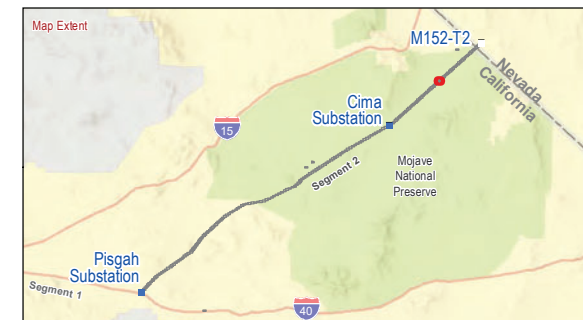 Map Extent
M152-T2
Nevada
California
Cima
Substation
15
Mojave
National
Preserve
Segment 2
Pisgah
Substation
Segment 1
40